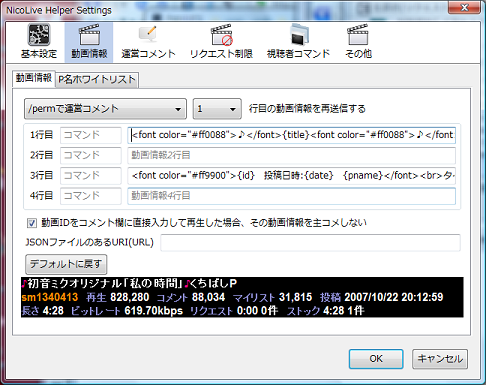 NicoLive Helper Settings
基本設定 動画情報 運営コメント リクエスト制限 視聴者コマンド その他
動画情報 P名ホワイトリスト
/permで運営コメント 1 行目の動画情報を再送信する
1行目 コマンド <font color="#ff0088">♪</font>{title}<font color="#ff0088">♪</font
2行目 コマンド 動画情報2行目
3行目 コマンド <font color="#ff9900">{id} 投稿日時:{date} {pname}</font><br>タ
4行目 コマンド 動画情報4行目
動画IDをコメント欄に直接入力して再生した場合、その動画情報を主コメしない
JSONファイルのあるURI(URL)
デフォルトに戻す
♪初音ミクオリジナル「私の時間」♪くちばしP
sm1340413 再生 828,280 コメント 88,034 マイリスト 31,815 投稿 2007/10/22 20:12:59
長さ 4:28 ビットレート 619.70kbps リクエスト 0:00 0件 ストック 4:28 1件
OK キャンセル